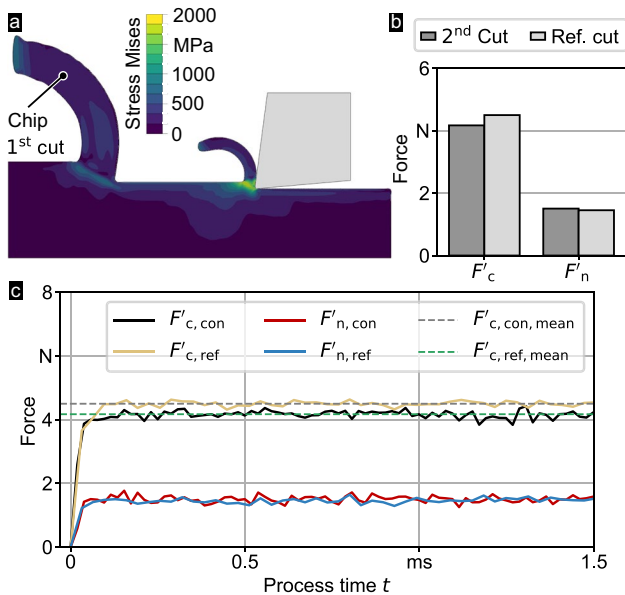 a
Stress Mises
2000
MPa
1000
500
0
Chip
1st cut
b
2nd Cut
Ref. cut
6
N
2
0
Force
F′c
F′n
c
8
N
4
2
0
Force
F′c, con
F′n, con
F′c, con, mean
F′c, ref
F′n, ref
F′c, ref, mean
0
0.5
ms
1.5
Process time t